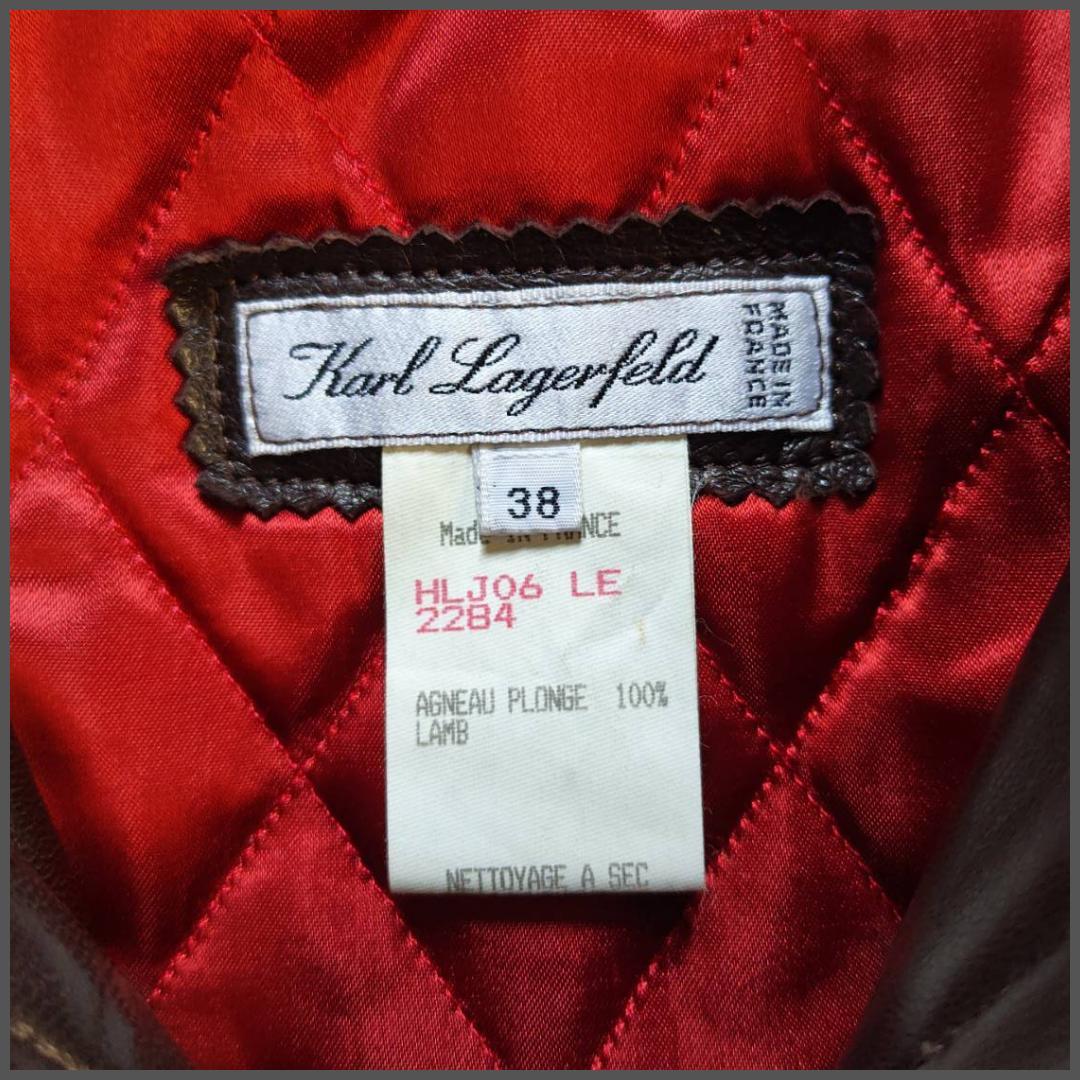 Karl Lagerfeld
MADE IN
FRANCE
38
Made IN FRANCE
HLJ06 LE
2284
AGNEAU PLONGE 100%
LAMB
NETTOYAGE A SEC